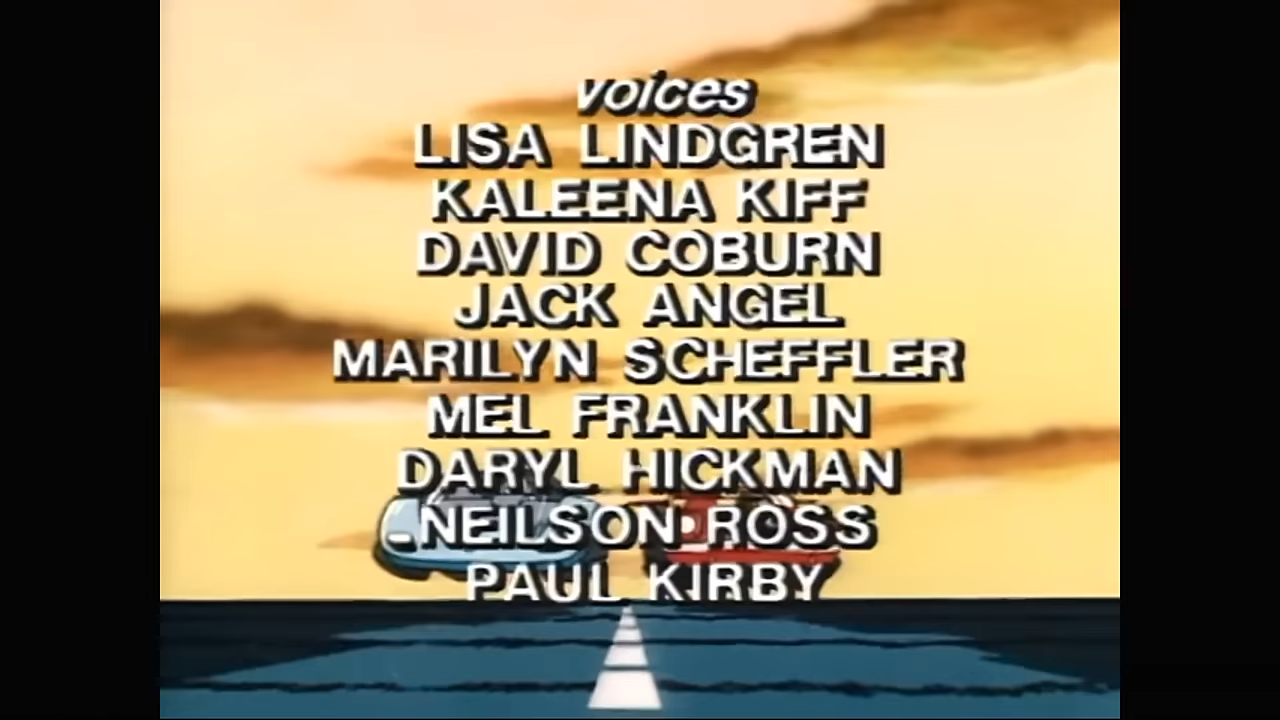 voices
LISA LINDGREN
KALEENA KIFF
DAVID COBURN
JACK ANGEL
MARILYN SCHEFFLER
MEL FRANKLIN
DARYL HICKMAN
NEILSON ROSS
PAUL KIRBY